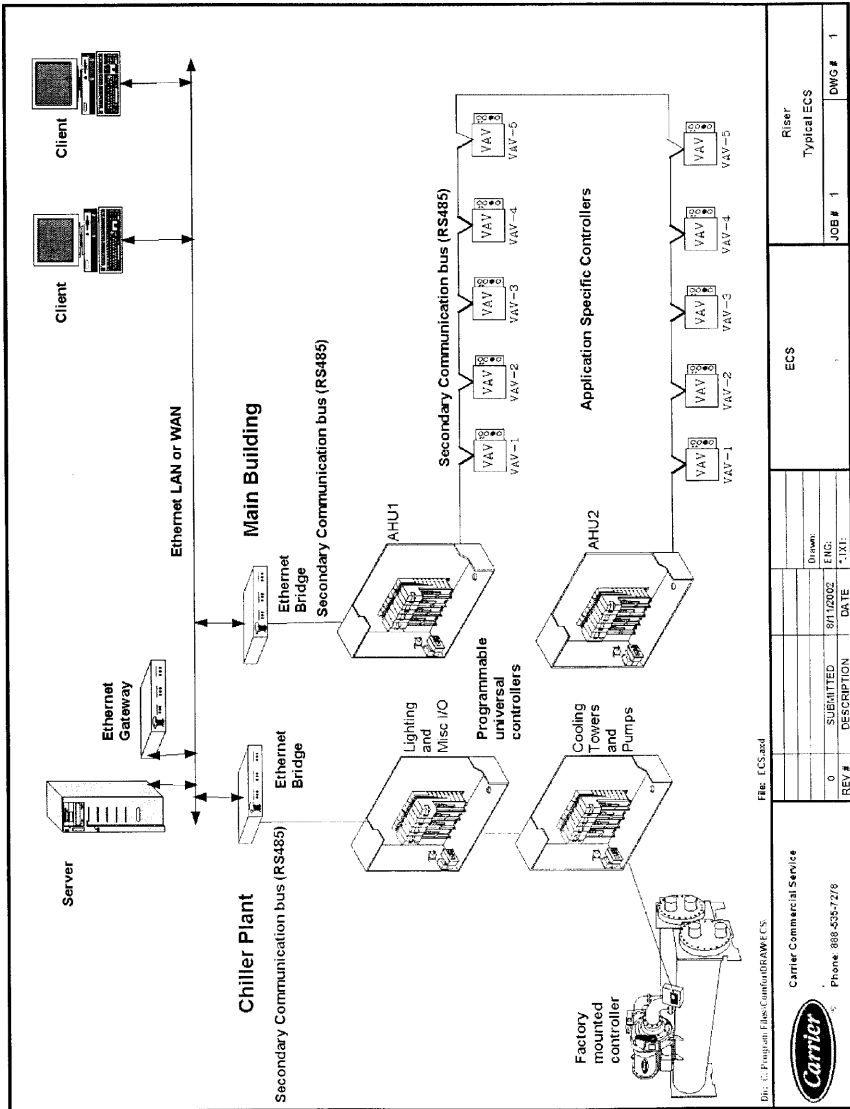 Client
Client
Ethernet LAN or WAN
Ethernet
Gateway
Server
Main Building
Ethernet
Bridge
Secondary Communication bus (RS485)
Ethernet
Bridge
Chiller Plant
Secondary Communication bus (RS485)
AHU1
Lighting
and
Misc I/O
Programmable
universal
controllers
Secondary Communication bus (RS485)
VAV
VAV-1
VAV
VAV-2
VAV
VAV-3
VAV
VAV-4
VAV
VAV-5
Application Specific Controllers
AHU2
Cooling
Towers
and
Pumps
VAV
VAV-1
VAV
VAV-2
VAV
VAV-3
VAV
VAV-4
VAV
VAV-5
Factory
mounted
controller
Dir: C:\Program Files\ComfortDRAW\ECS\
File: ECS.axd
Carrier
Carrier Commercial Service
Phone: 888-535-7278
0 SUBMITTED 8/11/2002
REV # DESCRIPTION DATE
Drawn:
ENG:
ECS
Riser
Typical ECS
JOB # 1
DWG # 1